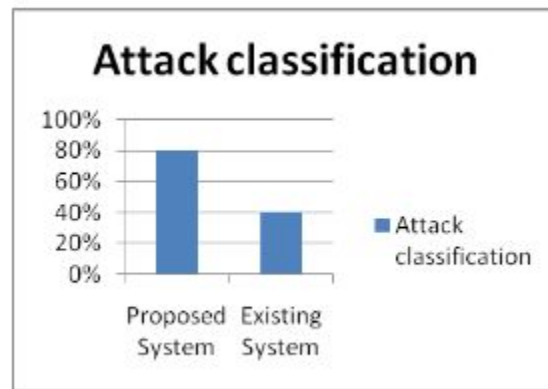 Attack classification
100%
80%
60%
40%
20%
0%
Proposed System
Existing System
Attack
classification